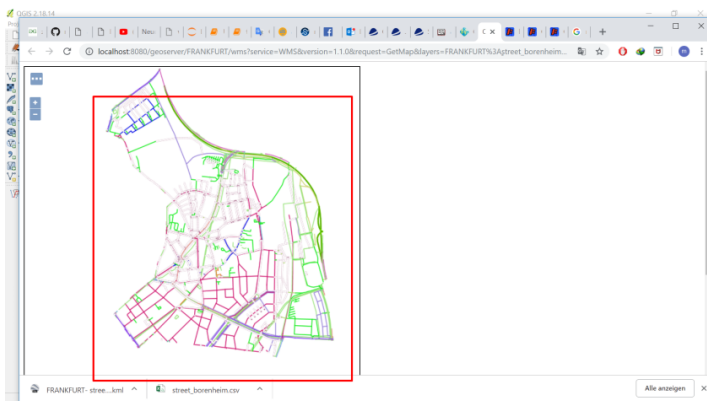 QGIS 2.18.14
Neu
localhost:8080/geoserver/FRANKFURT/wms?service=WMS&version=1.1.0&request=GetMap&layers=FRANKFURT%3Astreet_borenheim...
+
−
FRANKFURT- stree....kml
street_borenheim.csv
Alle anzeigen